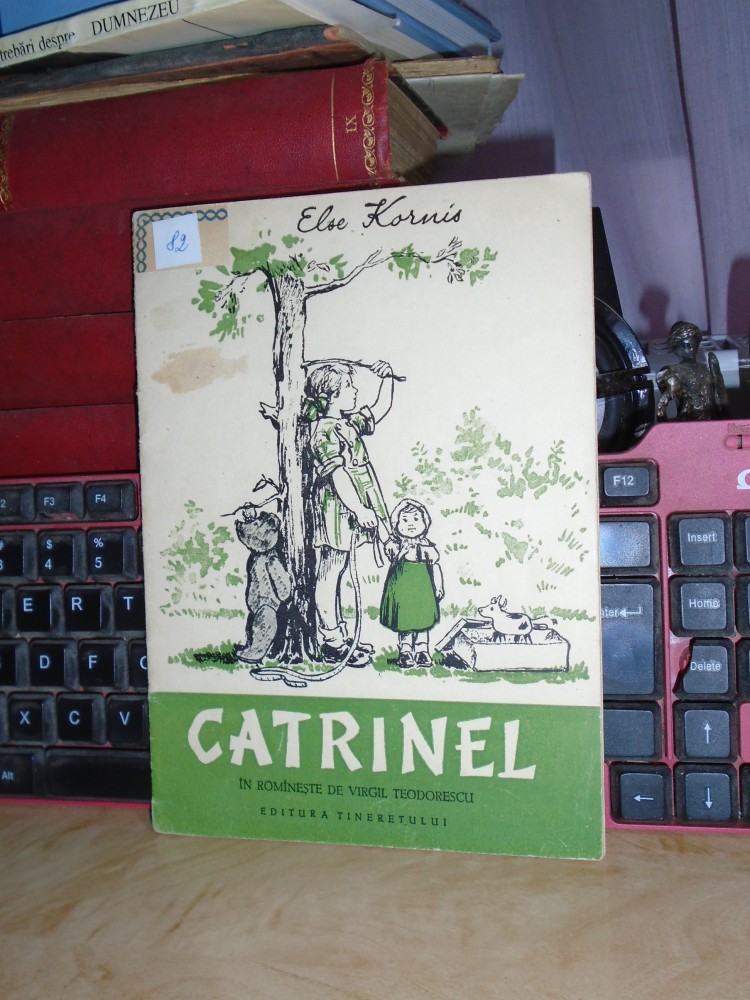 trebări despre DUMNEZEU
IX
82
Else Kornis
CATRINEL
ÎN ROMÎNEȘTE DE VIRGIL TEODORESCU
EDITURA TINERETULUI
F3 F4
$ %
4 5
E R T
D F
X C V
Alt
F12
Insert
Home
Delete
↑
← ↓